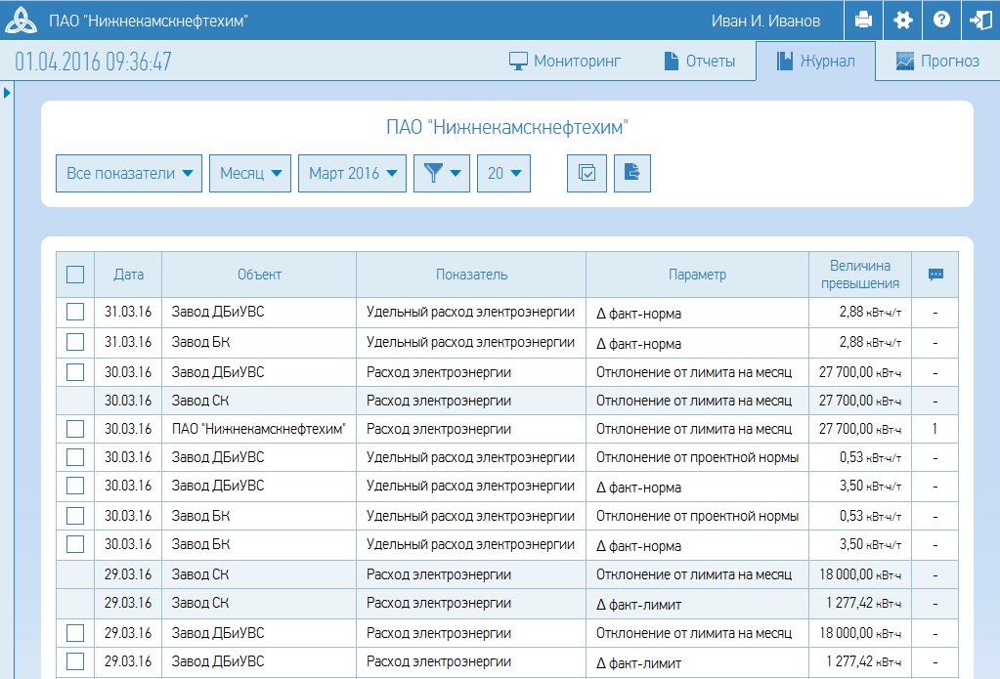 ПАО "Нижнекамскнефтехим" Иван И. Иванов ?
01.04.2016 09:36:47 Мониторинг Отчеты Журнал Прогноз
ПАО "Нижнекамскнефтехим"
Все показатели Месяц Март 2016 20
Дата Объект Показатель Параметр Величина превышения
31.03.16 Завод ДБиУВС Удельный расход электроэнергии Δ факт-норма 2,88 кВт·ч/т -
31.03.16 Завод БК Удельный расход электроэнергии Δ факт-норма 2,88 кВт·ч/т -
30.03.16 Завод ДБиУВС Расход электроэнергии Отклонение от лимита на месяц 27 700,00 кВт·ч -
30.03.16 Завод СК Расход электроэнергии Отклонение от лимита на месяц 27 700,00 кВт·ч -
30.03.16 ПАО "Нижнекамскнефтехим" Расход электроэнергии Отклонение от лимита на месяц 27 700,00 кВт·ч 1
30.03.16 Завод ДБиУВС Удельный расход электроэнергии Отклонение от проектной нормы 0,53 кВт·ч/т -
30.03.16 Завод ДБиУВС Удельный расход электроэнергии Δ факт-норма 3,50 кВт·ч/т -
30.03.16 Завод БК Удельный расход электроэнергии Отклонение от проектной нормы 0,53 кВт·ч/т -
30.03.16 Завод БК Удельный расход электроэнергии Δ факт-норма 3,50 кВт·ч/т -
29.03.16 Завод СК Расход электроэнергии Отклонение от лимита на месяц 18 000,00 кВт·ч -
29.03.16 Завод СК Расход электроэнергии Δ факт-лимит 1 277,42 кВт·ч -
29.03.16 Завод ДБиУВС Расход электроэнергии Отклонение от лимита на месяц 18 000,00 кВт·ч -
29.03.16 Завод ДБиУВС Расход электроэнергии Δ факт-лимит 1 277,42 кВт·ч -